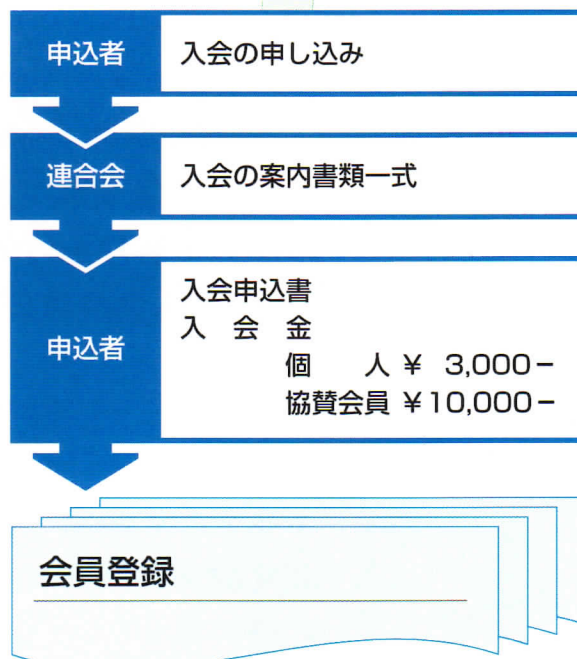 申込者 入会の申し込み
連合会 入会の案内書類一式
申込者
入会申込書
入 会 金
個 人 ¥ 3,000−
協賛会員 ¥10,000−
会員登録